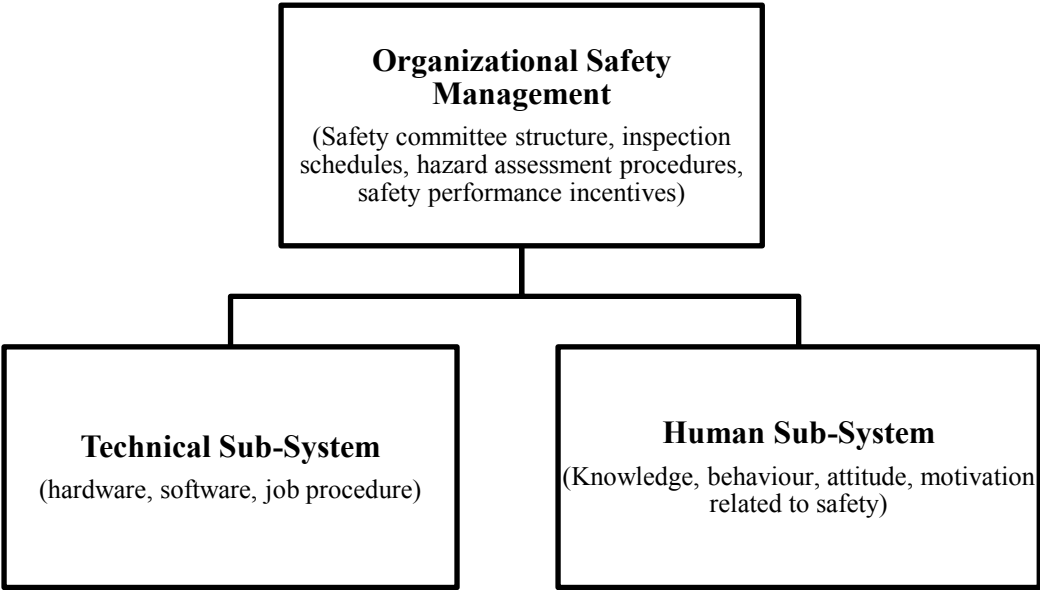 Organizational Safety
Management
(Safety committee structure, inspection
schedules, hazard assessment procedures,
safety performance incentives)
Technical Sub-System
(hardware, software, job procedure)
Human Sub-System
(Knowledge, behaviour, attitude, motivation
related to safety)